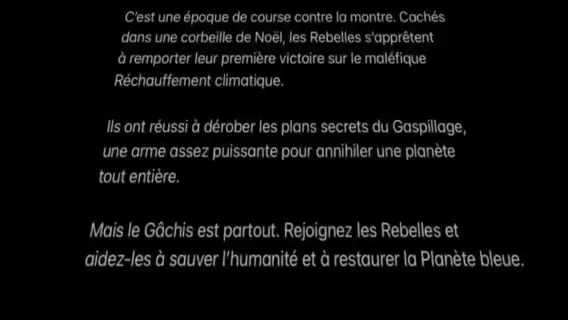 C'est une époque de course contre la montre. Cachés
dans une corbeille de Noël, les Rebelles s'apprêtent
à remporter leur première victoire sur le maléfique
Réchauffement climatique.
Ils ont réussi à dérober les plans secrets du Gaspillage,
une arme assez puissante pour annihiler une planète
tout entière.
Mais le Gâchis est partout. Rejoignez les Rebelles et
aidez-les à sauver l'humanité et à restaurer la Planète bleue.